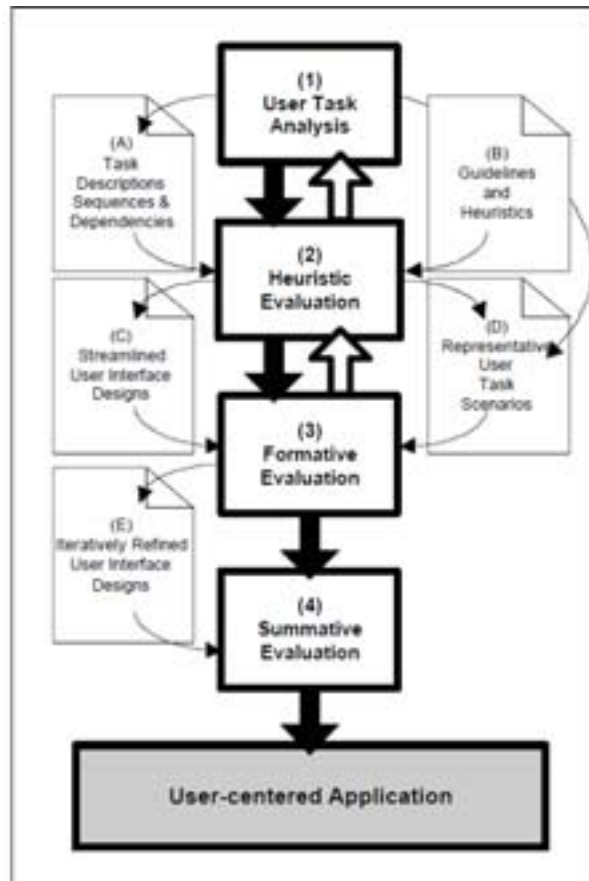 (1)
User Task
Analysis
(A)
Task
Descriptions
Sequences &
Dependencies
(B)
Guidelines
and
Heuristics
(2)
Heuristic
Evaluation
(C)
Streamlined
User Interface
Designs
(D)
Representative
User
Task
Scenarios
(3)
Formative
Evaluation
(E)
Iteratively Refined
User Interface
Designs
(4)
Summative
Evaluation
User-centered Application